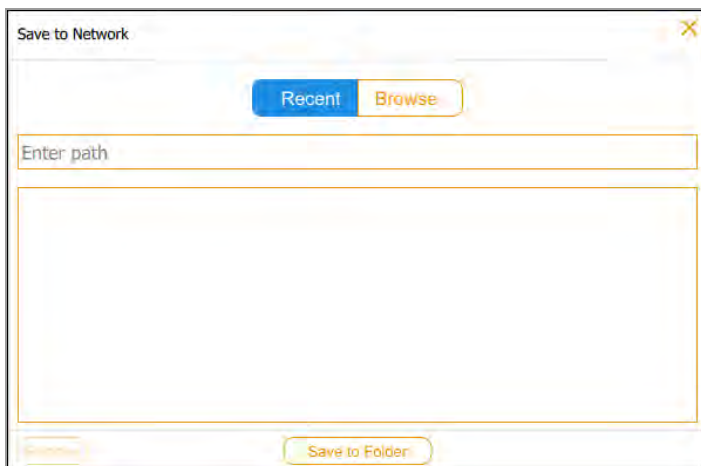 Save to Network
Recent Browse
Enter path
Save to Folder